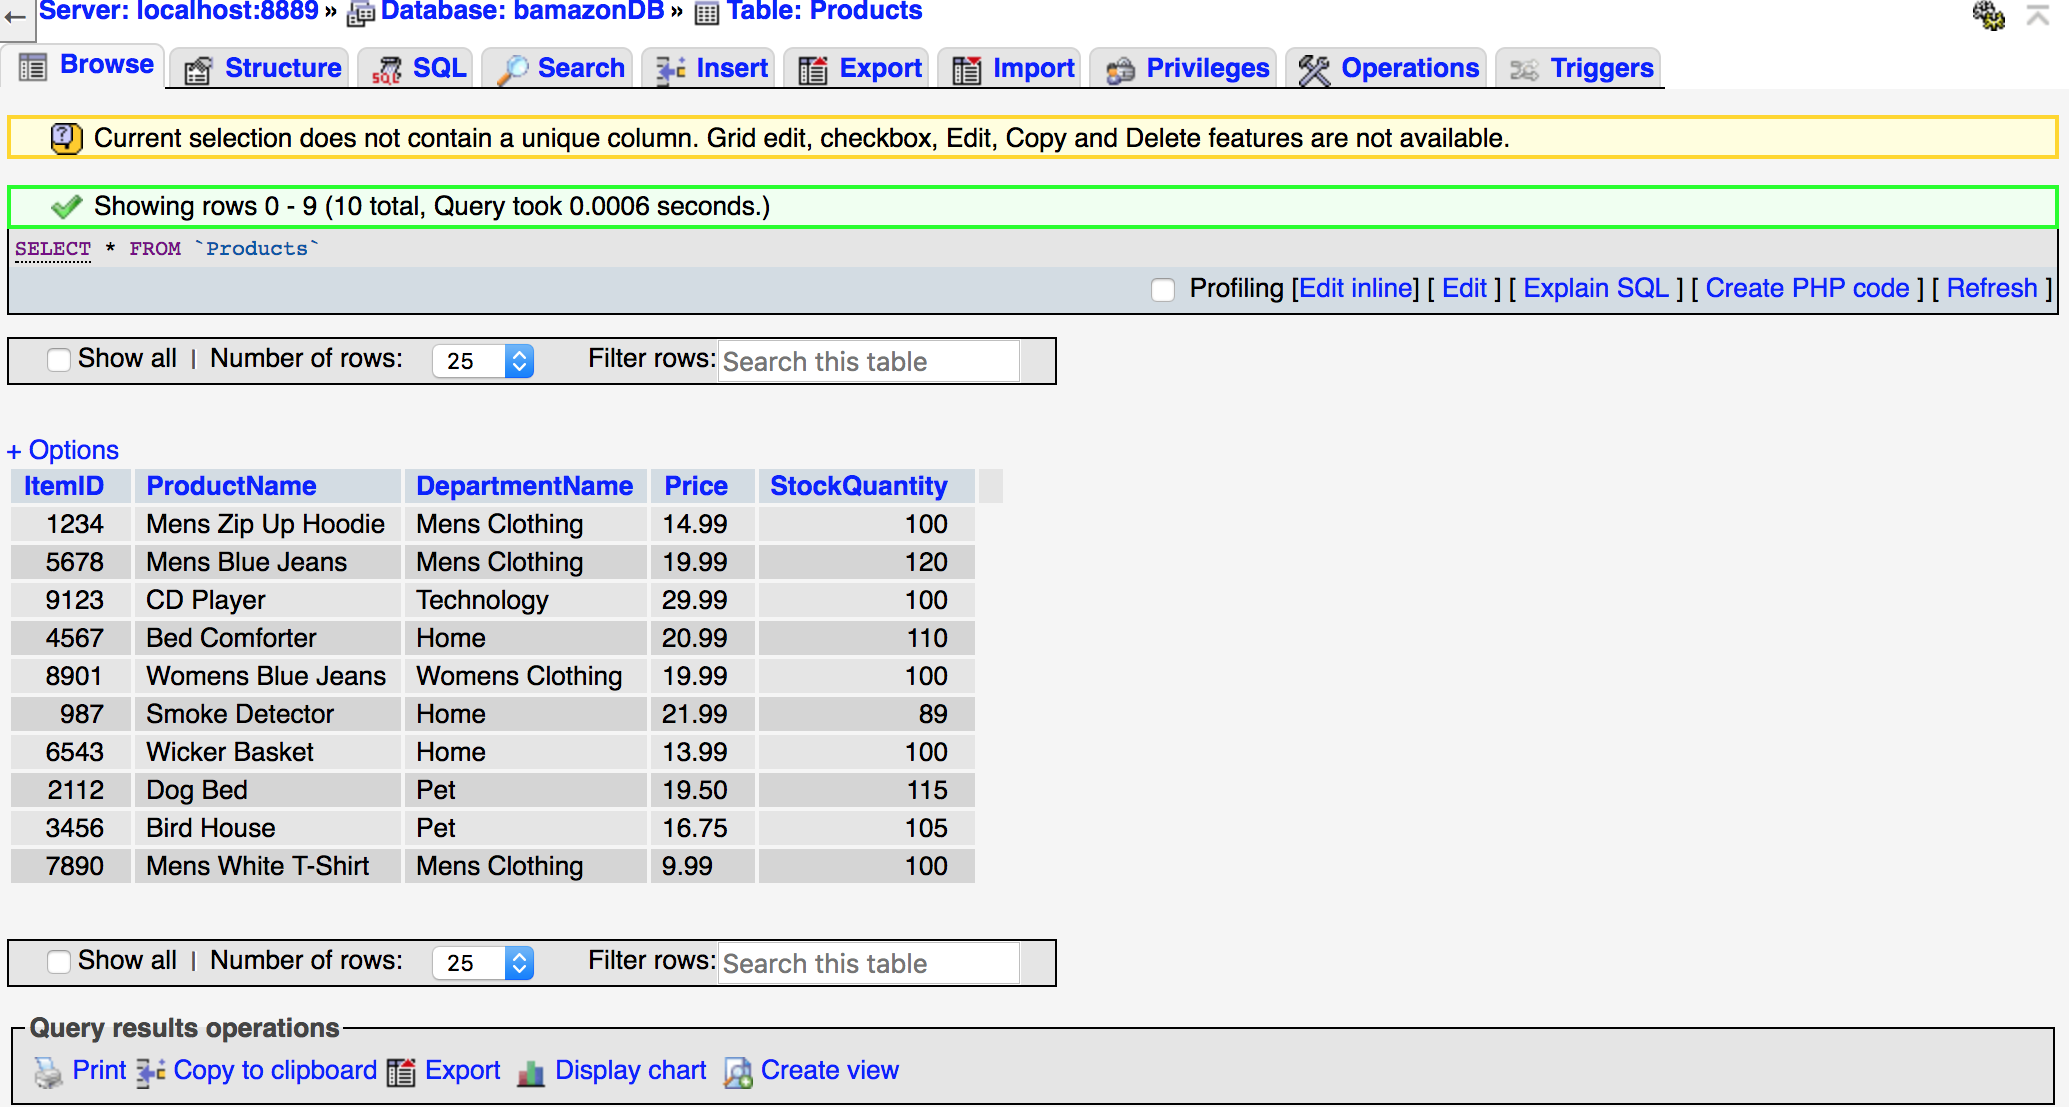 Server: localhost:8889 » Database: bamazonDB » Table: Products
Browse Structure SQL Search Insert Export Import Privileges Operations Triggers
Current selection does not contain a unique column. Grid edit, checkbox, Edit, Copy and Delete features are not available.
Showing rows 0 - 9 (10 total, Query took 0.0006 seconds.)
SELECT * FROM `Products`
Profiling [Edit inline] [ Edit ] [ Explain SQL ] [ Create PHP code ] [ Refresh ]
Show all | Number of rows: 25 Filter rows: Search this table
+ Options
ItemID ProductName DepartmentName Price StockQuantity
1234 Mens Zip Up Hoodie Mens Clothing 14.99 100
5678 Mens Blue Jeans Mens Clothing 19.99 120
9123 CD Player Technology 29.99 100
4567 Bed Comforter Home 20.99 110
8901 Womens Blue Jeans Womens Clothing 19.99 100
987 Smoke Detector Home 21.99 89
6543 Wicker Basket Home 13.99 100
2112 Dog Bed Pet 19.50 115
3456 Bird House Pet 16.75 105
7890 Mens White T-Shirt Mens Clothing 9.99 100
Show all | Number of rows: 25 Filter rows: Search this table
Query results operations
Print Copy to clipboard Export Display chart Create view